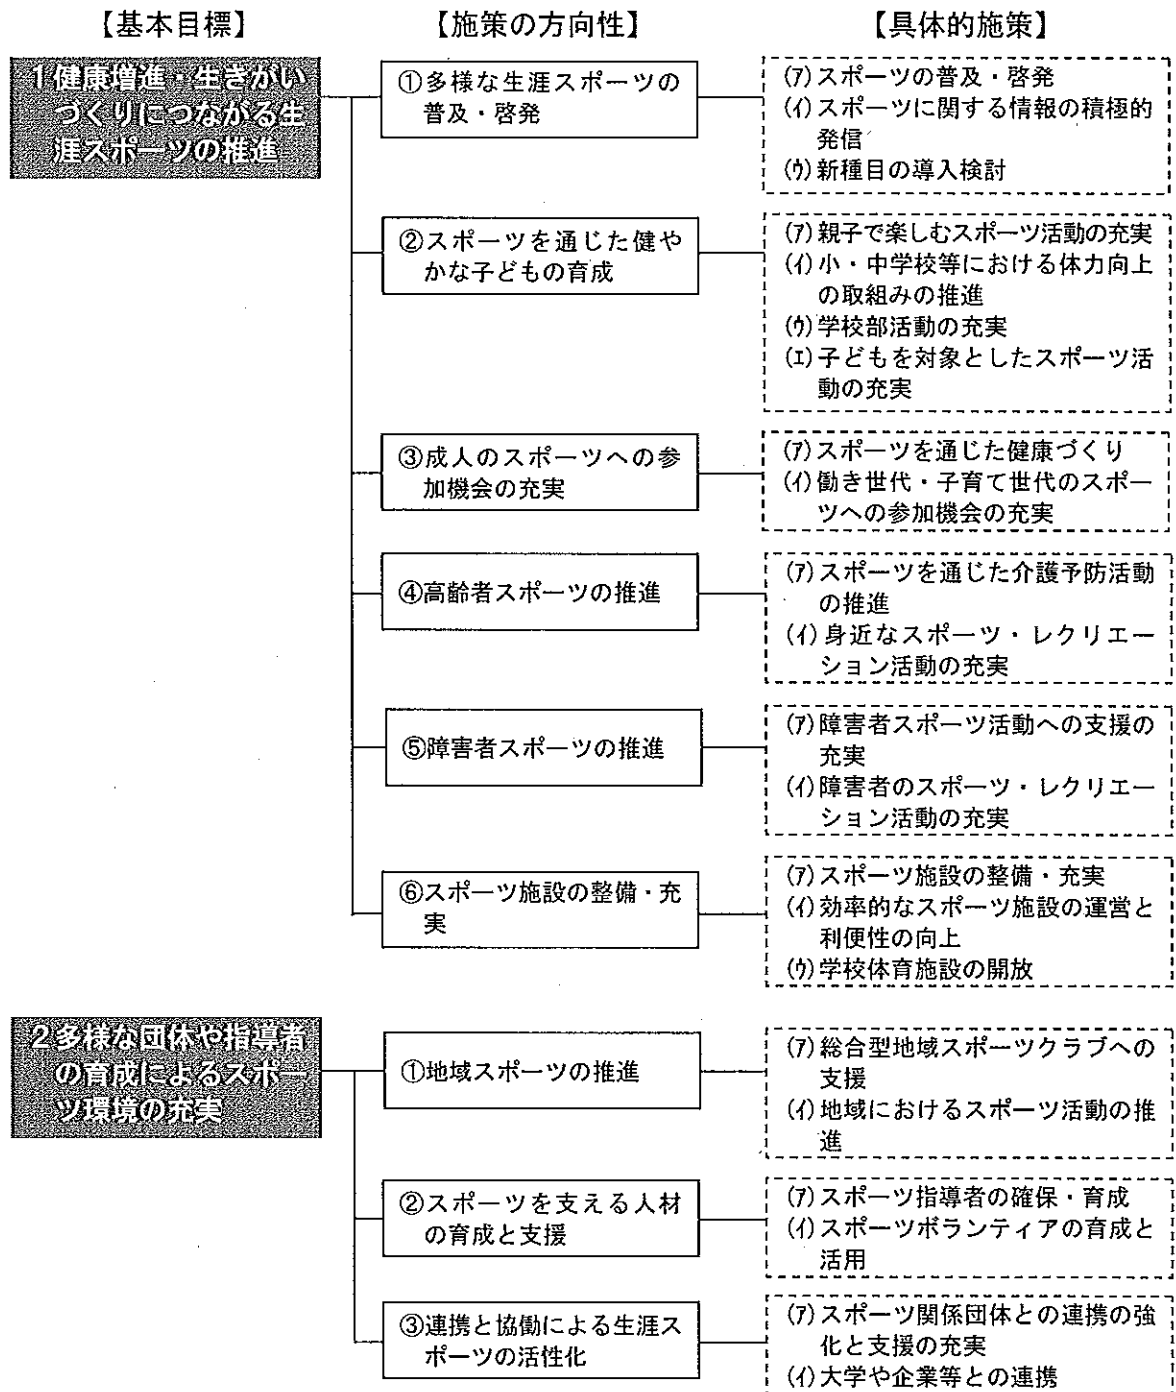 【基本目標】 【施策の方向性】 【具体的施策】
1 健康増進・生きがい
づくりにつながる生
涯スポーツの推進
①多様な生涯スポーツの
普及・啓発
(ｱ)スポーツの普及・啓発
(ｲ)スポーツに関する情報の積極的
発信
(ｳ)新種目の導入検討
②スポーツを通じた健や
かな子どもの育成
(ｱ)親子で楽しむスポーツ活動の充実
(ｲ)小・中学校等における体力向上
の取組みの推進
(ｳ)学校部活動の充実
(ｴ)子どもを対象としたスポーツ活
動の充実
③成人のスポーツへの参
加機会の充実
(ｱ)スポーツを通じた健康づくり
(ｲ)働き世代・子育て世代のスポー
ツへの参加機会の充実
④高齢者スポーツの推進
(ｱ)スポーツを通じた介護予防活動
の推進
(ｲ)身近なスポーツ・レクリエー
ション活動の充実
⑤障害者スポーツの推進
(ｱ)障害者スポーツ活動への支援の
充実
(ｲ)障害者のスポーツ・レクリエー
ション活動の充実
⑥スポーツ施設の整備・充
実
(ｱ)スポーツ施設の整備・充実
(ｲ)効率的なスポーツ施設の運営と
利便性の向上
(ｳ)学校体育施設の開放
2 多様な団体や指導者
の育成によるスポー
ツ環境の充実
①地域スポーツの推進
(ｱ)総合型地域スポーツクラブへの
支援
(ｲ)地域におけるスポーツ活動の推
進
②スポーツを支える人材
の育成と支援
(ｱ)スポーツ指導者の確保・育成
(ｲ)スポーツボランティアの育成と
活用
③連携と協働による生涯ス
ポーツの活性化
(ｱ)スポーツ関係団体との連携の強
化と支援の充実
(ｲ)大学や企業等との連携